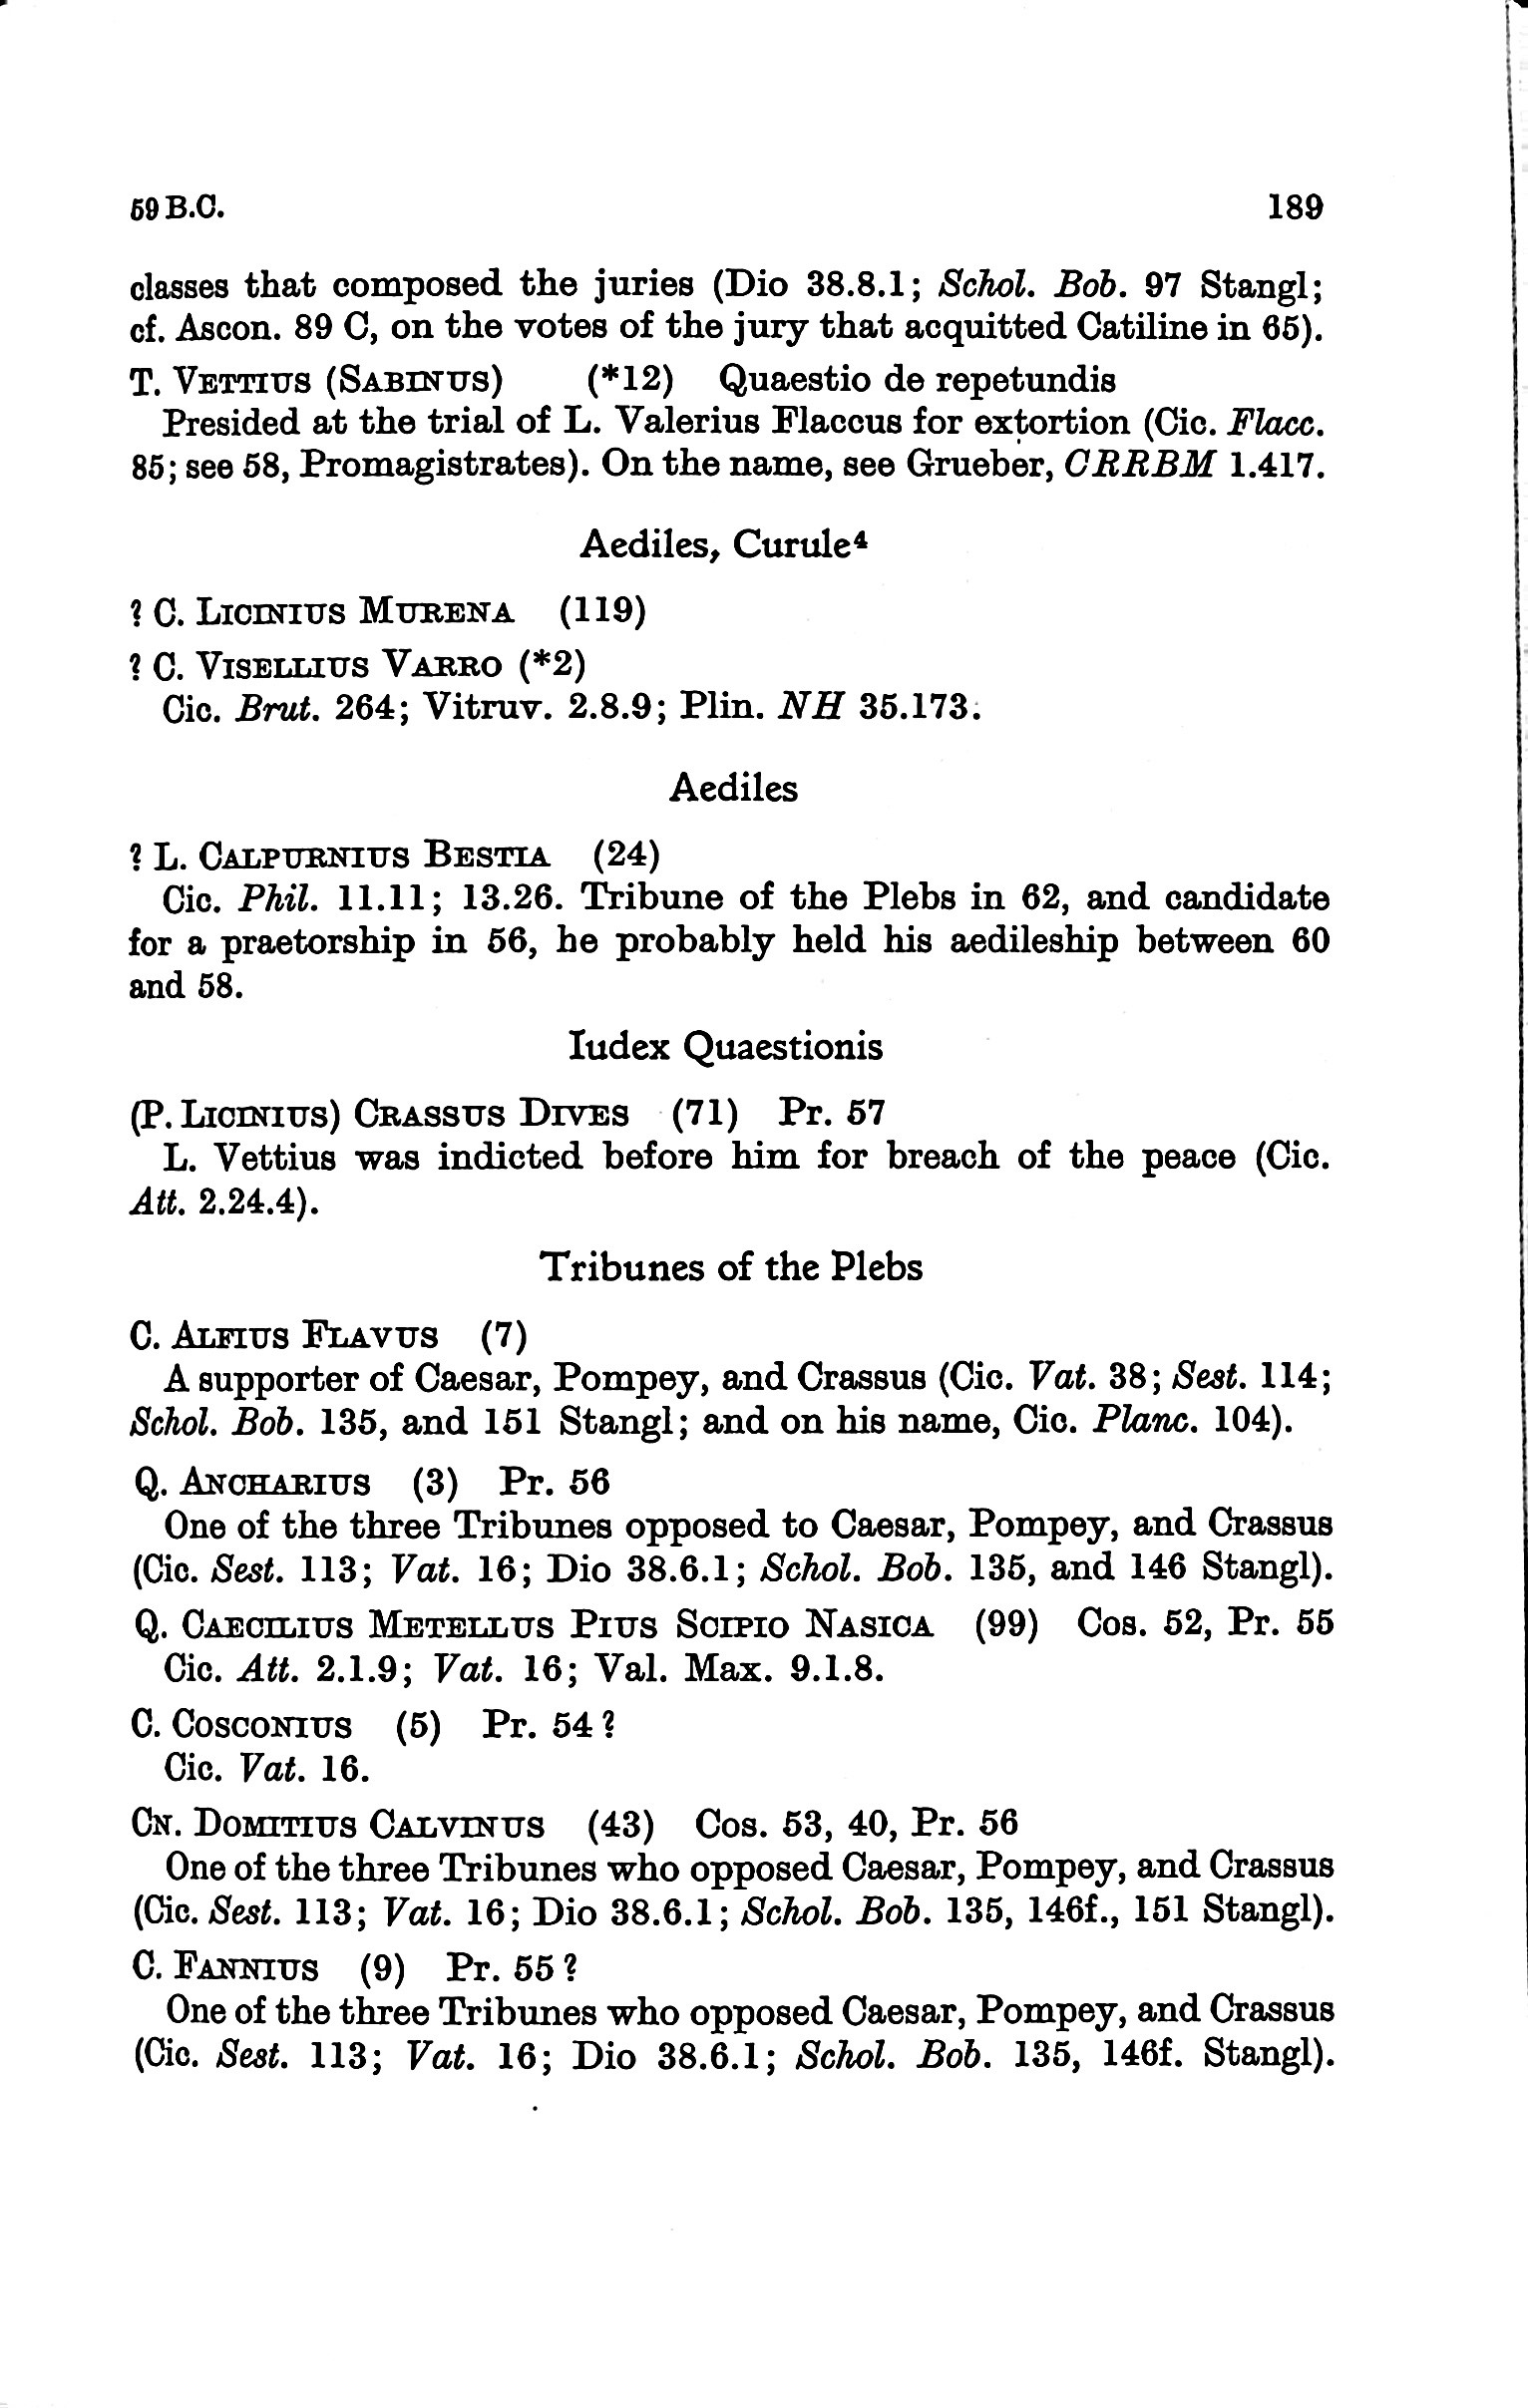 59 B.C. 189
classes that composed the juries (Dio 38.8.1; Schol. Bob. 97 Stangl;
cf. Ascon. 89 C, on the votes of the jury that acquitted Catiline in 65).
T. VETTIUS (SABINUS) (*12) Quaestio de repetundis
Presided at the trial of L. Valerius Flaccus for extortion (Cic. Flacc.
85; see 58, Promagistrates). On the name, see Grueber, CRRBM 1.417.
Aediles, Curule⁴
? C. LICINIUS MURENA (119)
? C. VISELLIUS VARRO (*2)
Cic. Brut. 264; Vitruv. 2.8.9; Plin. NH 35.173.
Aediles
? L. CALPURNIUS BESTIA (24)
Cic. Phil. 11.11; 13.26. Tribune of the Plebs in 62, and candidate
for a praetorship in 56, he probably held his aedileship between 60
and 58.
Iudex Quaestionis
(P. LICINIUS) CRASSUS DIVES (71) Pr. 57
L. Vettius was indicted before him for breach of the peace (Cic.
Att. 2.24.4).
Tribunes of the Plebs
C. ALFIUS FLAVUS (7)
A supporter of Caesar, Pompey, and Crassus (Cic. Vat. 38; Sest. 114;
Schol. Bob. 135, and 151 Stangl; and on his name, Cic. Planc. 104).
Q. ANCHARIUS (3) Pr. 56
One of the three Tribunes opposed to Caesar, Pompey, and Crassus
(Cic. Sest. 113; Vat. 16; Dio 38.6.1; Schol. Bob. 135, and 146 Stangl).
Q. CAECILIUS METELLUS PIUS SCIPIO NASICA (99) Cos. 52, Pr. 55
Cic. Att. 2.1.9; Vat. 16; Val. Max. 9.1.8.
C. COSCONIUS (5) Pr. 54 ?
Cic. Vat. 16.
CN. DOMITIUS CALVINUS (43) Cos. 53, 40, Pr. 56
One of the three Tribunes who opposed Caesar, Pompey, and Crassus
(Cic. Sest. 113; Vat. 16; Dio 38.6.1; Schol. Bob. 135, 146f., 151 Stangl).
C. FANNIUS (9) Pr. 55 ?
One of the three Tribunes who opposed Caesar, Pompey, and Crassus
(Cic. Sest. 113; Vat. 16; Dio 38.6.1; Schol. Bob. 135, 146f. Stangl).